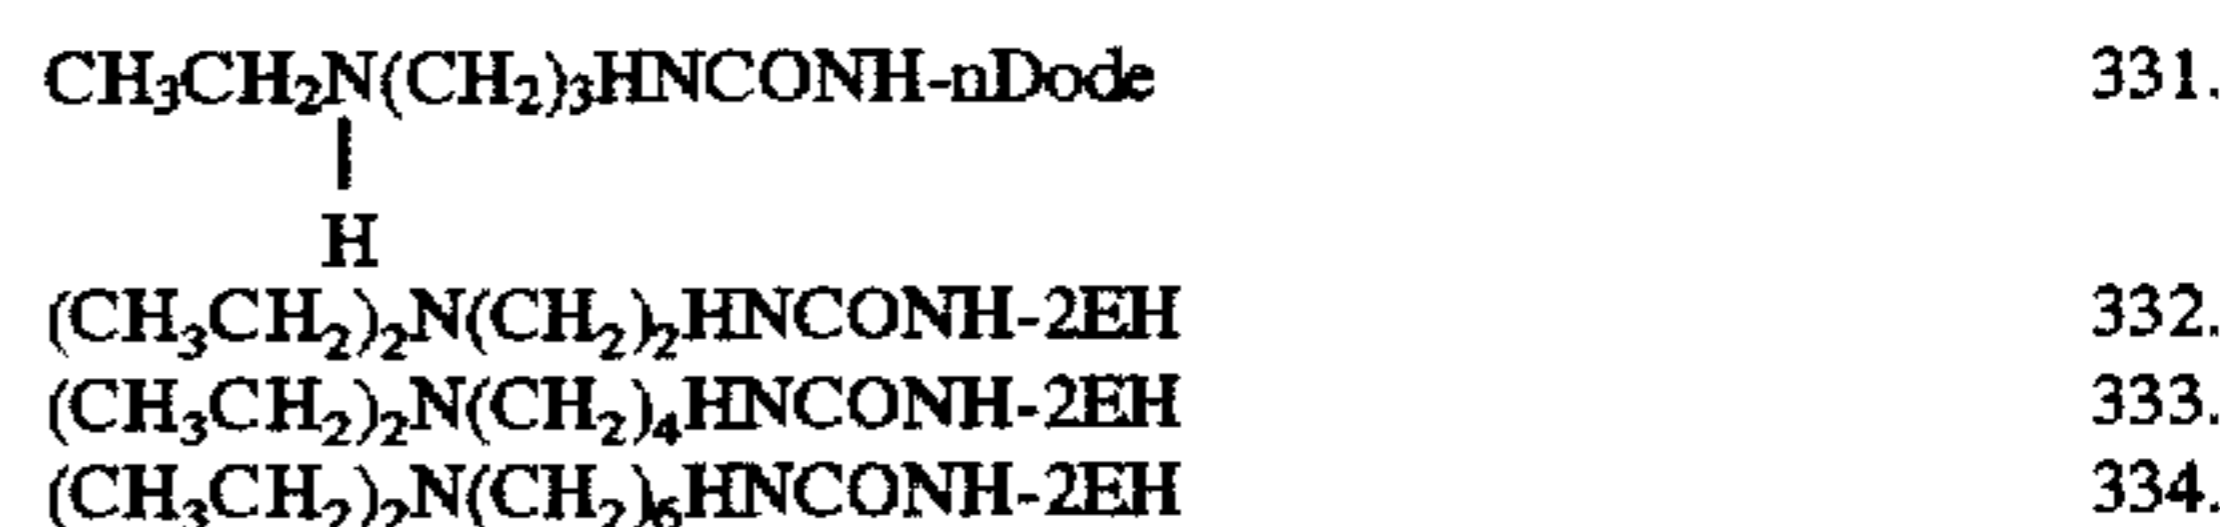 CH₃CH₂N(CH₂)₃HNCONH-nDode 331.
H
(CH₃CH₂)₂N(CH₂)₂HNCONH-2EH 332.
(CH₃CH₂)₂N(CH₂)₄HNCONH-2EH 333.
(CH₃CH₂)₂N(CH₂)₆HNCONH-2EH 334.